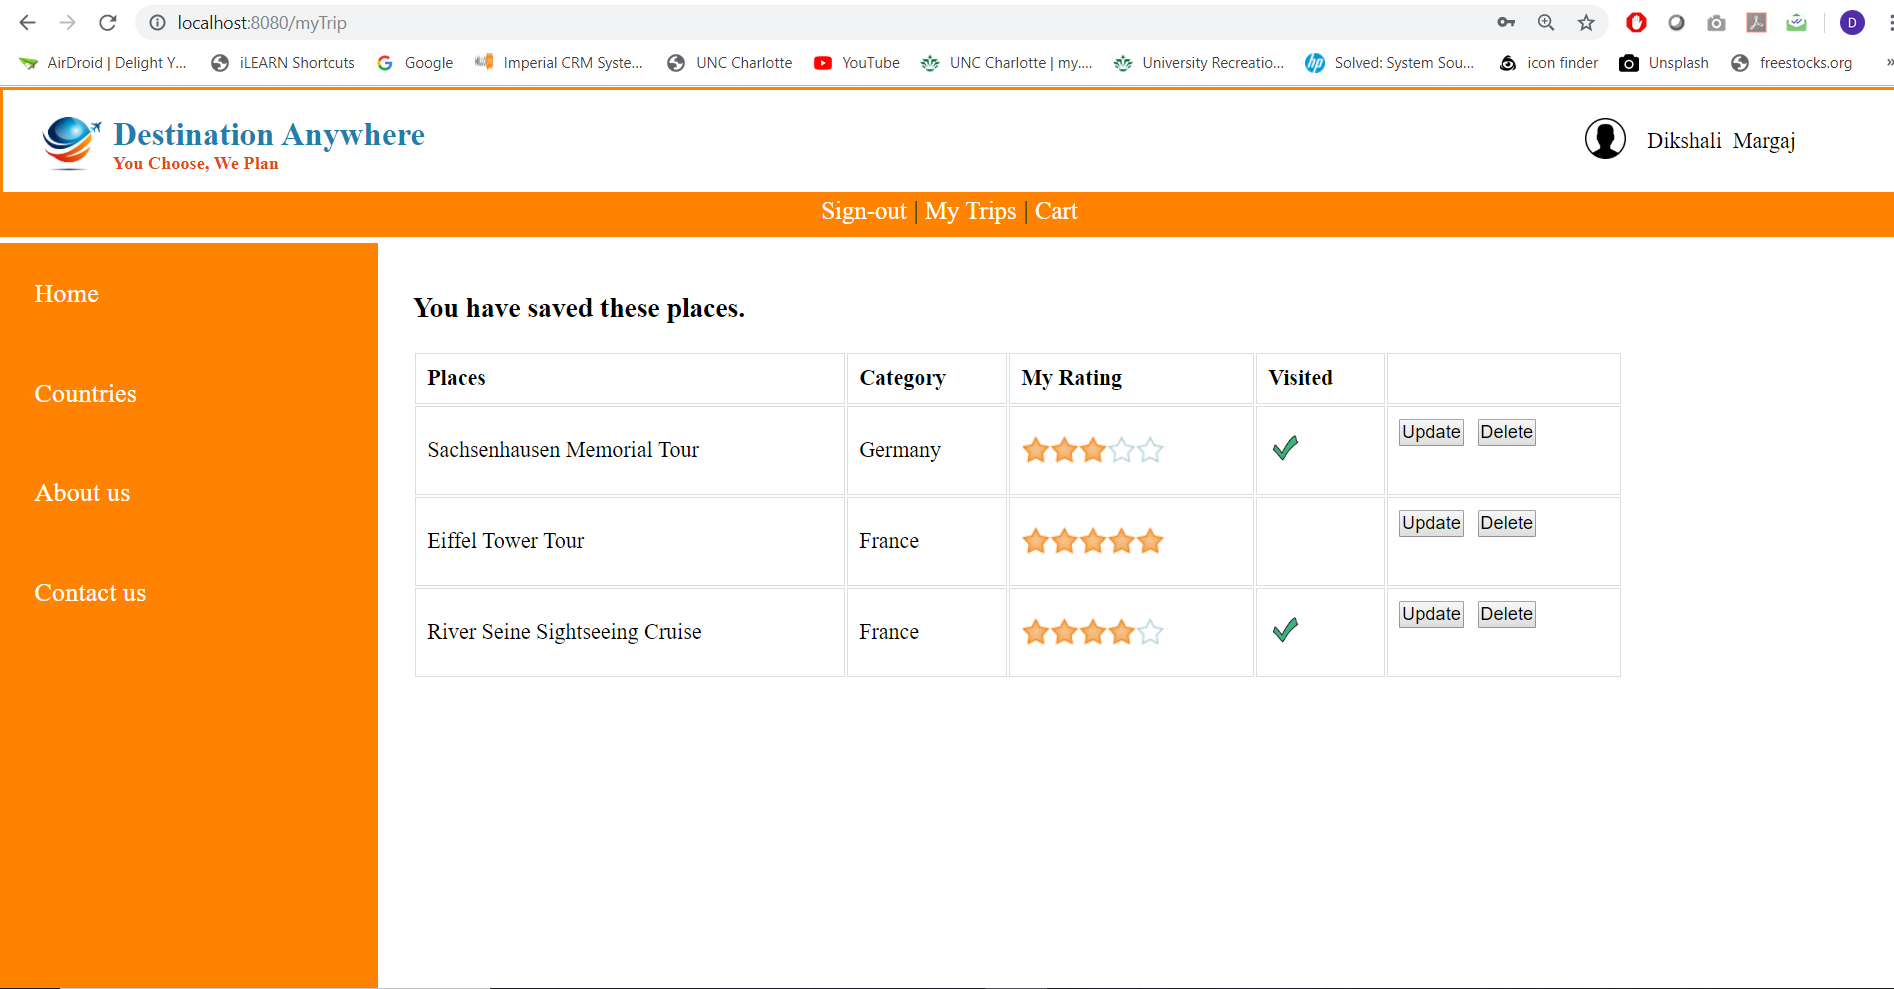 localhost:8080/myTrip
D
AirDroid | Delight Y... iLEARN Shortcuts Google Imperial CRM Syste... UNC Charlotte YouTube UNC Charlotte | my.... University Recreatio... hp Solved: System Sou... icon finder Unsplash freestocks.org »
Destination Anywhere
You Choose, We Plan
Dikshali Margaj
Sign-out | My Trips | Cart
Home
Countries
About us
Contact us
You have saved these places.
Places Category My Rating Visited
Sachsenhausen Memorial Tour Germany Update Delete
Eiffel Tower Tour France Update Delete
River Seine Sightseeing Cruise France Update Delete